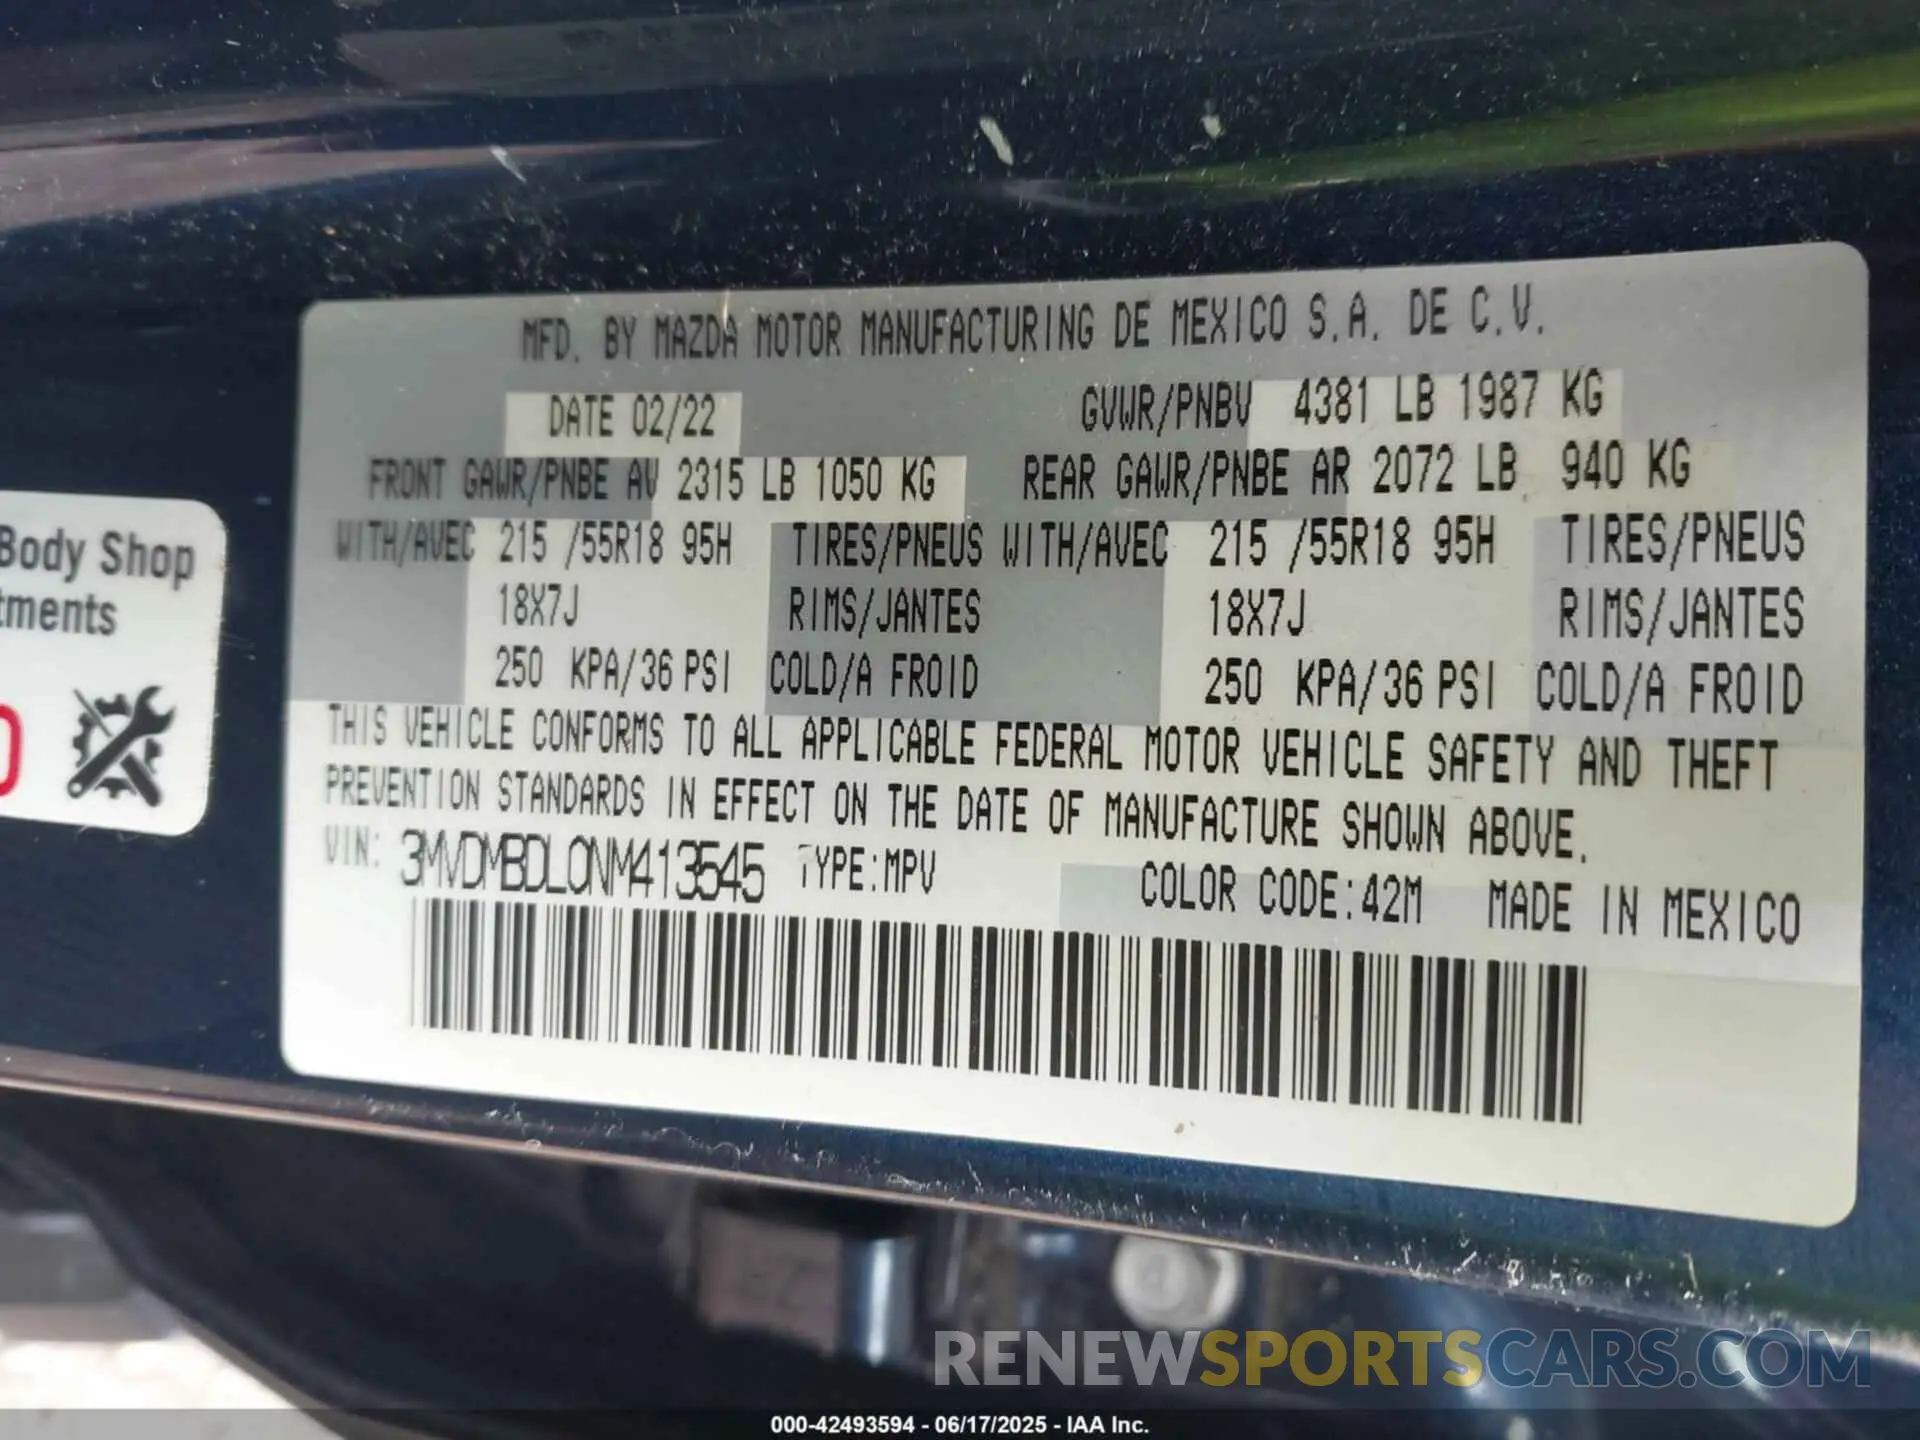 MFD. BY MAZDA MOTOR MANUFACTURING DE MEXICO S.A. DE C.V.
DATE 02/22 GVWR/PNBV 4381 LB 1987 KG
FRONT GAWR/PNBE AV 2315 LB 1050 KG REAR GAWR/PNBE AR 2072 LB 940 KG
WITH/AVEC 215 /55R18 95H TIRES/PNEUS WITH/AVEC 215 /55R18 95H TIRES/PNEUS
18X7J RIMS/JANTES 18X7J RIMS/JANTES
250 KPA/36 PSI COLD/A FROID 250 KPA/36 PSI COLD/A FROID
THIS VEHICLE CONFORMS TO ALL APPLICABLE FEDERAL MOTOR VEHICLE SAFETY AND THEFT
PREVENTION STANDARDS IN EFFECT ON THE DATE OF MANUFACTURE SHOWN ABOVE.
VIN: 3MVDMBDL0NM413545 TYPE:MPV COLOR CODE:42M MADE IN MEXICO
Body Shop
tments
0
RENEWSPORTSCARS.COM
000-42493594 - 06/17/2025 - IAA Inc.